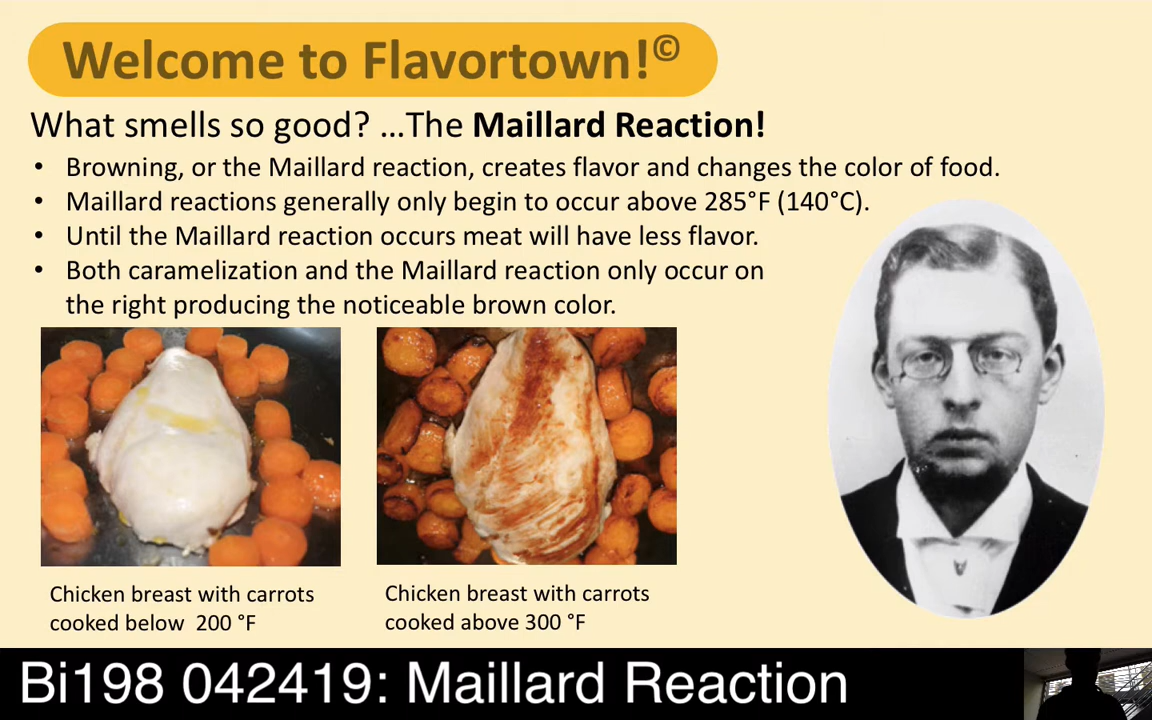 Welcome to Flavortown!©
What smells so good? …The Maillard Reaction!
• Browning, or the Maillard reaction, creates flavor and changes the color of food.
• Maillard reactions generally only begin to occur above 285°F (140°C).
• Until the Maillard reaction occurs meat will have less flavor.
• Both caramelization and the Maillard reaction only occur on
the right producing the noticeable brown color.
Chicken breast with carrots
cooked below 200 °F
Chicken breast with carrots
cooked above 300 °F
Bi198 042419: Maillard Reaction